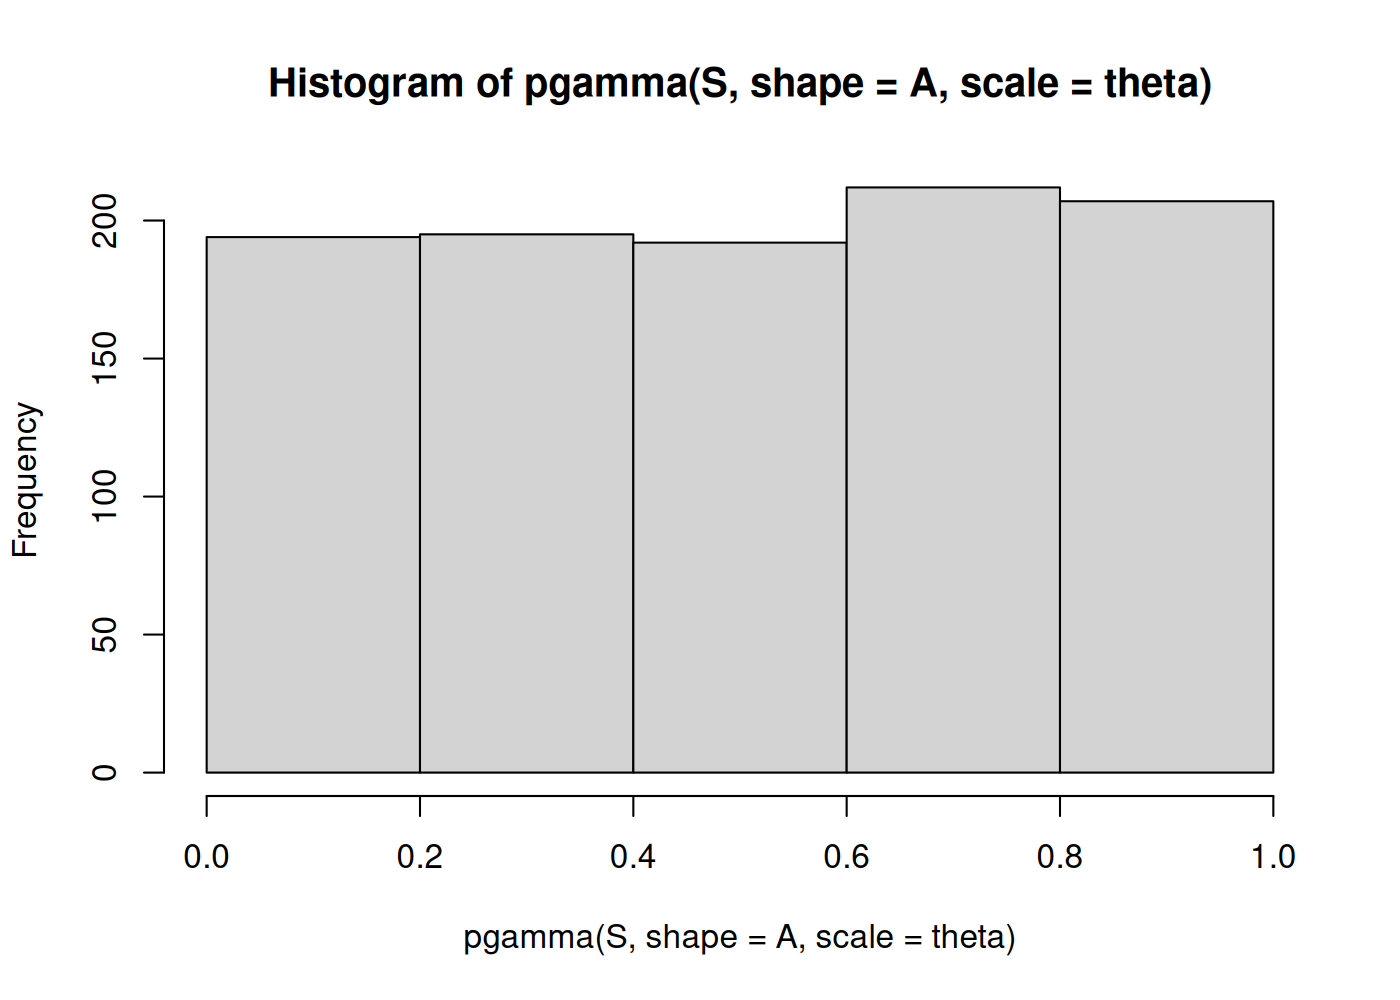 Histogram of pgamma(S, shape = A, scale = theta)
Frequency
200
150
100
50
0
0.0 0.2 0.4 0.6 0.8 1.0
pgamma(S, shape = A, scale = theta)